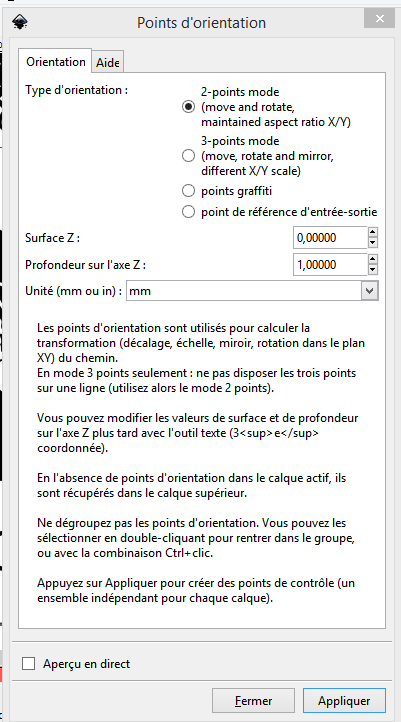 Points d'orientation
Orientation
Aide
Type d'orientation :
2-points mode
(move and rotate,
maintained aspect ratio X/Y)
3-points mode
(move, rotate and mirror,
different X/Y scale)
points graffiti
point de référence d'entrée-sortie
Surface Z :
0,00000
Profondeur sur l'axe Z :
1,00000
Unité (mm ou in) :
mm
Les points d'orientation sont utilisés pour calculer la
transformation (décalage, échelle, miroir, rotation dans le plan
XY) du chemin.
En mode 3 points seulement : ne pas disposer les trois points
sur une ligne (utilisez alors le mode 2 points).
Vous pouvez modifier les valeurs de surface et de profondeur
sur l'axe Z plus tard avec l'outil texte (3<sup>e</sup>
coordonnée).
En l'absence de points d'orientation dans le calque actif, ils
sont récupérés dans le calque supérieur.
Ne dégroupez pas les points d'orientation. Vous pouvez les
sélectionner en double-cliquant pour rentrer dans le groupe,
ou avec la combinaison Ctrl+clic.
Appuyez sur Appliquer pour créer des points de contrôle (un
ensemble indépendant pour chaque calque).
Aperçu en direct
Fermer
Appliquer